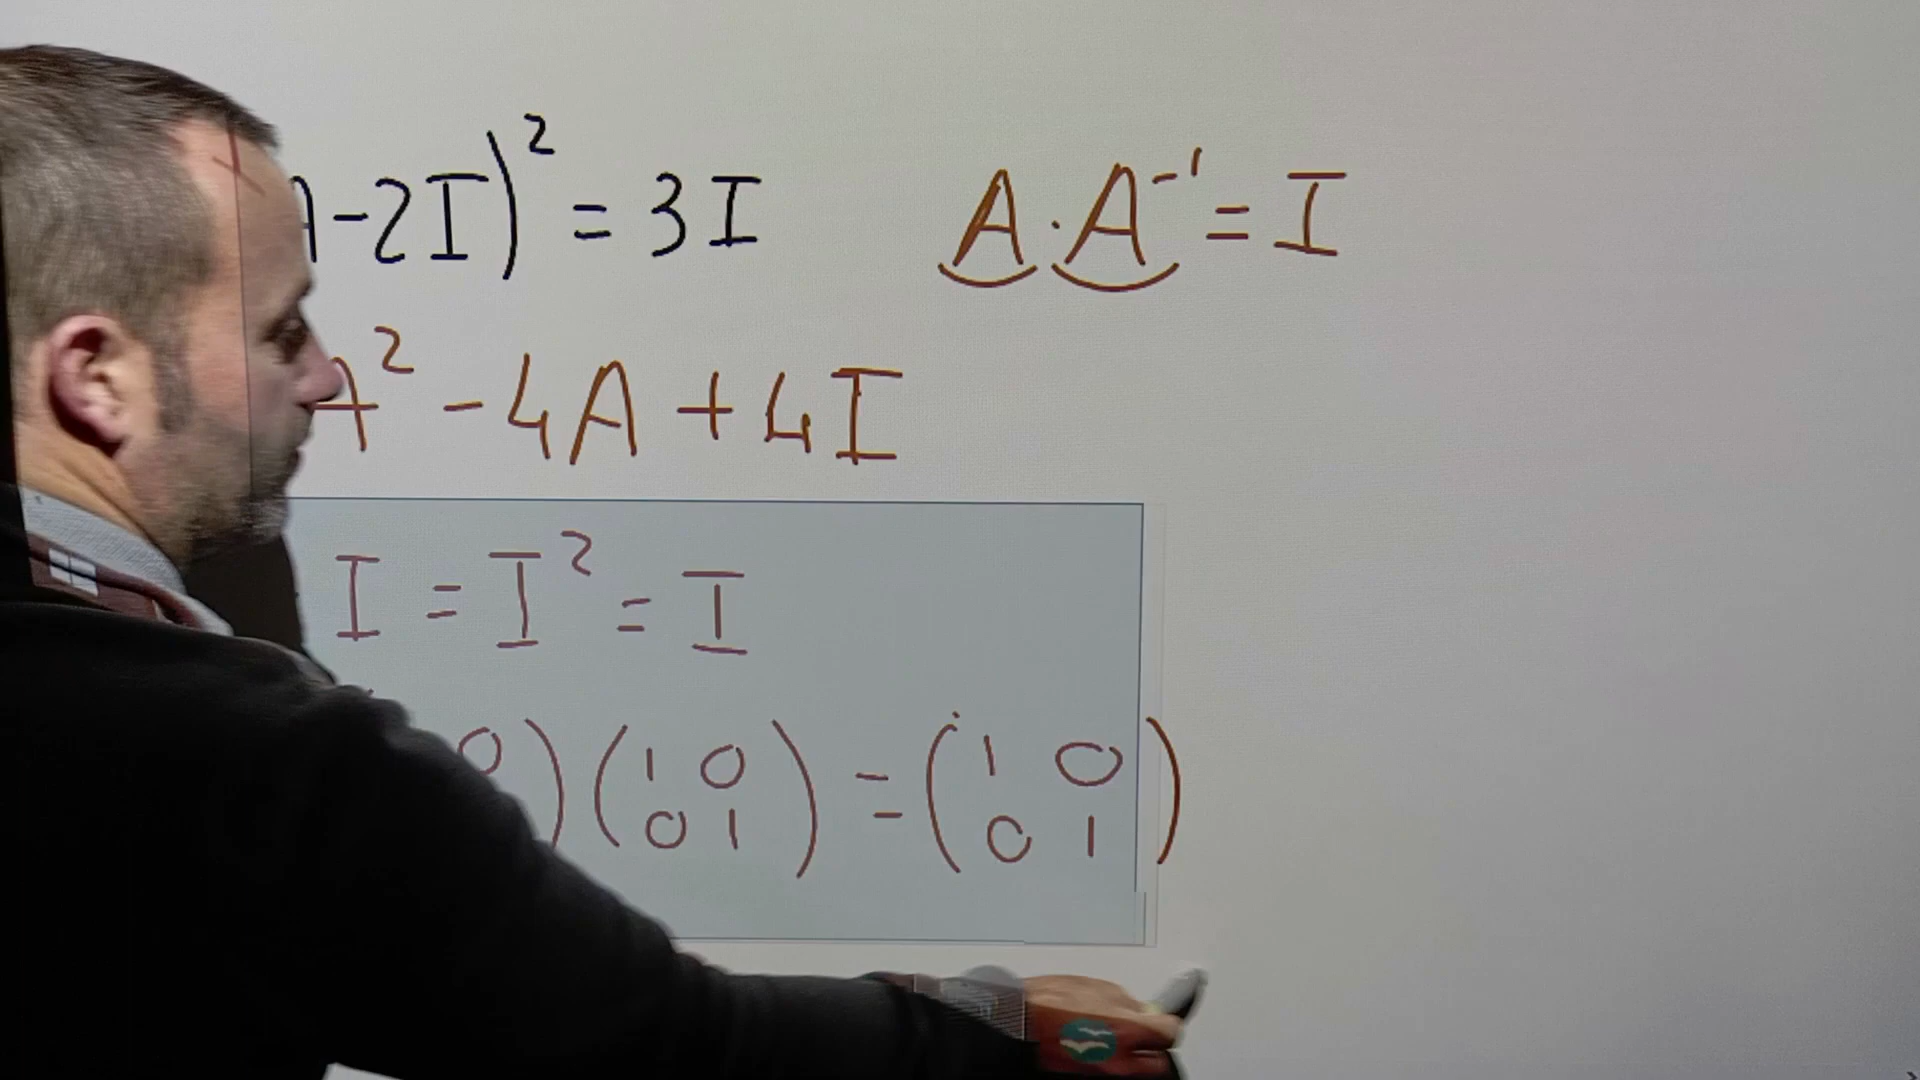 -2I)² = 3I
A · A⁻¹ = I
A² - 4A + 4I
I = I² = I
0) (1 0 = (1 0
) (0 1) = (0 1)